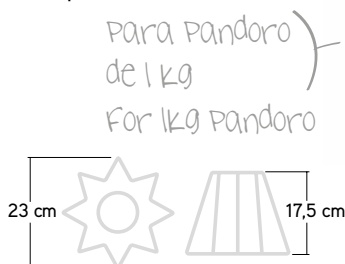 Para Pandoro
de 1 kg
For 1kg Pandoro
23 cm
17,5 cm